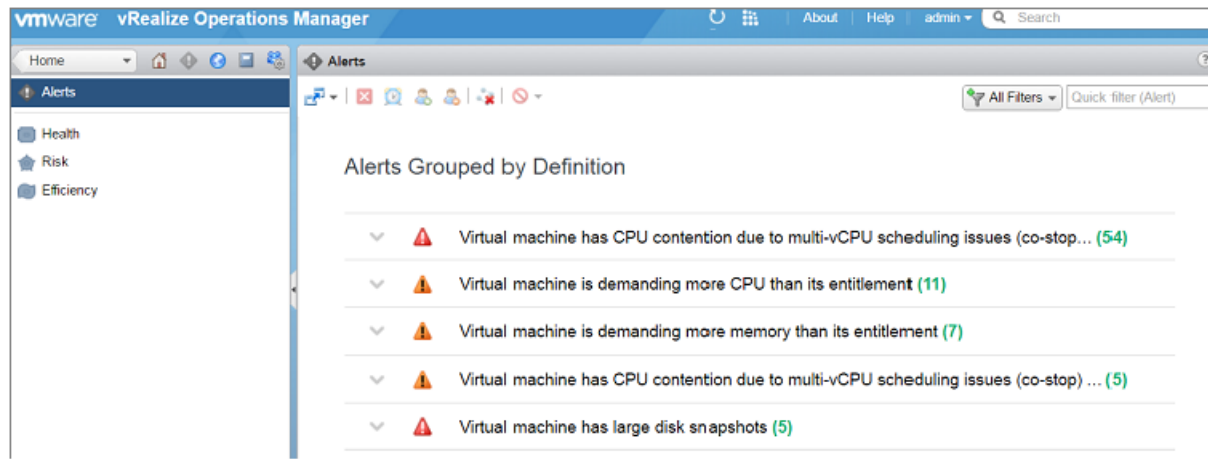 vmware vRealize Operations Manager
About Help admin Search
Home
Alerts
Alerts
Health
Risk
Efficiency
All Filters Quick filter (Alert)
Alerts Grouped by Definition
Virtual machine has CPU contention due to multi-vCPU scheduling issues (co-stop... (54)
Virtual machine is demanding more CPU than its entitlement (11)
Virtual machine is demanding more memory than its entitlement (7)
Virtual machine has CPU contention due to multi-vCPU scheduling issues (co-stop) ... (5)
Virtual machine has large disk snapshots (5)